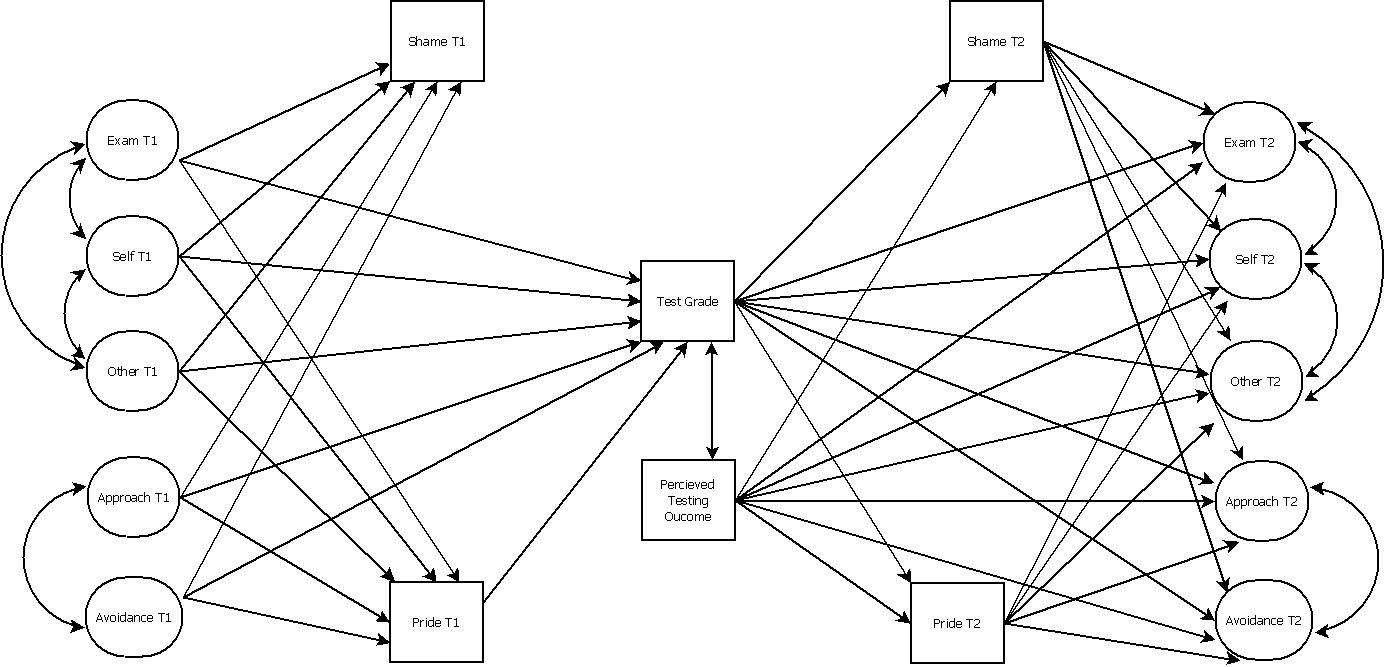 Shame T1
Shame T2
Exam T1
Exam T2
Self T1
Self T2
Test Grade
Other T1
Other T2
Approach T1
Percieved
Testing
Oucome
Approach T2
Avoidance T1
Pride T1
Pride T2
Avoidance T2